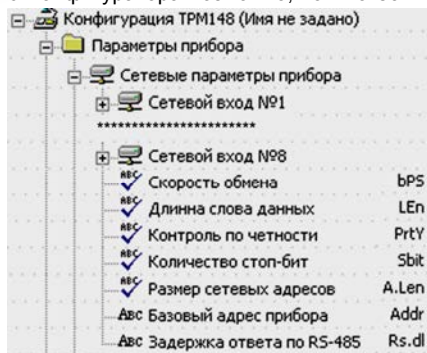 Конфигурация ТРМ148 (Имя не задано)
Параметры прибора
Сетевые параметры прибора
Сетевой вход №1
************************
Сетевой вход №8
Скорость обмена bPS
Длинна слова данных LEn
Контроль по четности PrtY
Количество стоп-бит Sbit
Размер сетевых адресов A.Len
Авс Базовый адрес прибора Addr
Авс Задержка ответа по RS-485 Rs.dl